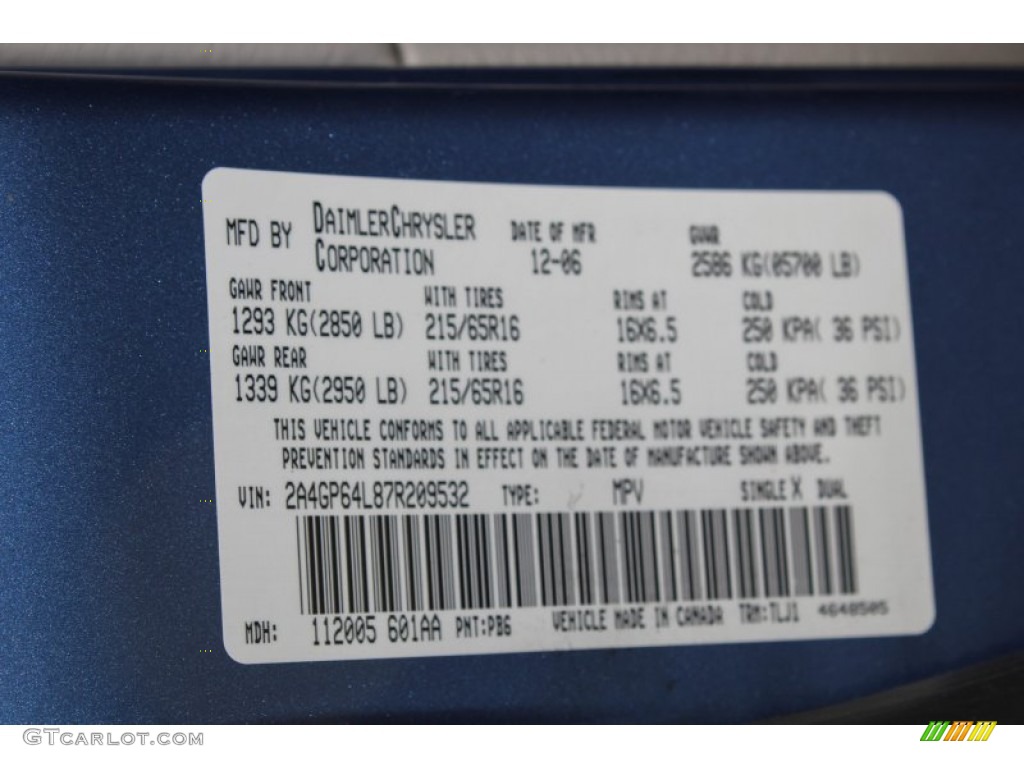 MFD BY DAIMLERCHRYSLER CORPORATION DATE OF MFR 12-06 GVWR 2586 KG(05700 LB)
GAWR FRONT WITH TIRES RIMS AT COLD
1293 KG(2850 LB) 215/65R16 16X6.5 250 KPA( 36 PSI)
GAWR REAR WITH TIRES RIMS AT COLD
1339 KG(2950 LB) 215/65R16 16X6.5 250 KPA( 36 PSI)
THIS VEHICLE CONFORMS TO ALL APPLICABLE FEDERAL MOTOR VEHICLE SAFETY AND THEFT
PREVENTION STANDARDS IN EFFECT ON THE DATE OF MANUFACTURE SHOWN ABOVE.
VIN: 2A4GP64L87R209532 TYPE: MPV SINGLE X DUAL
MDH: 112005 601AA PNT:PB6 VEHICLE MADE IN CANADA TRM:TLJ1 4648505
GTCARLOT.COM